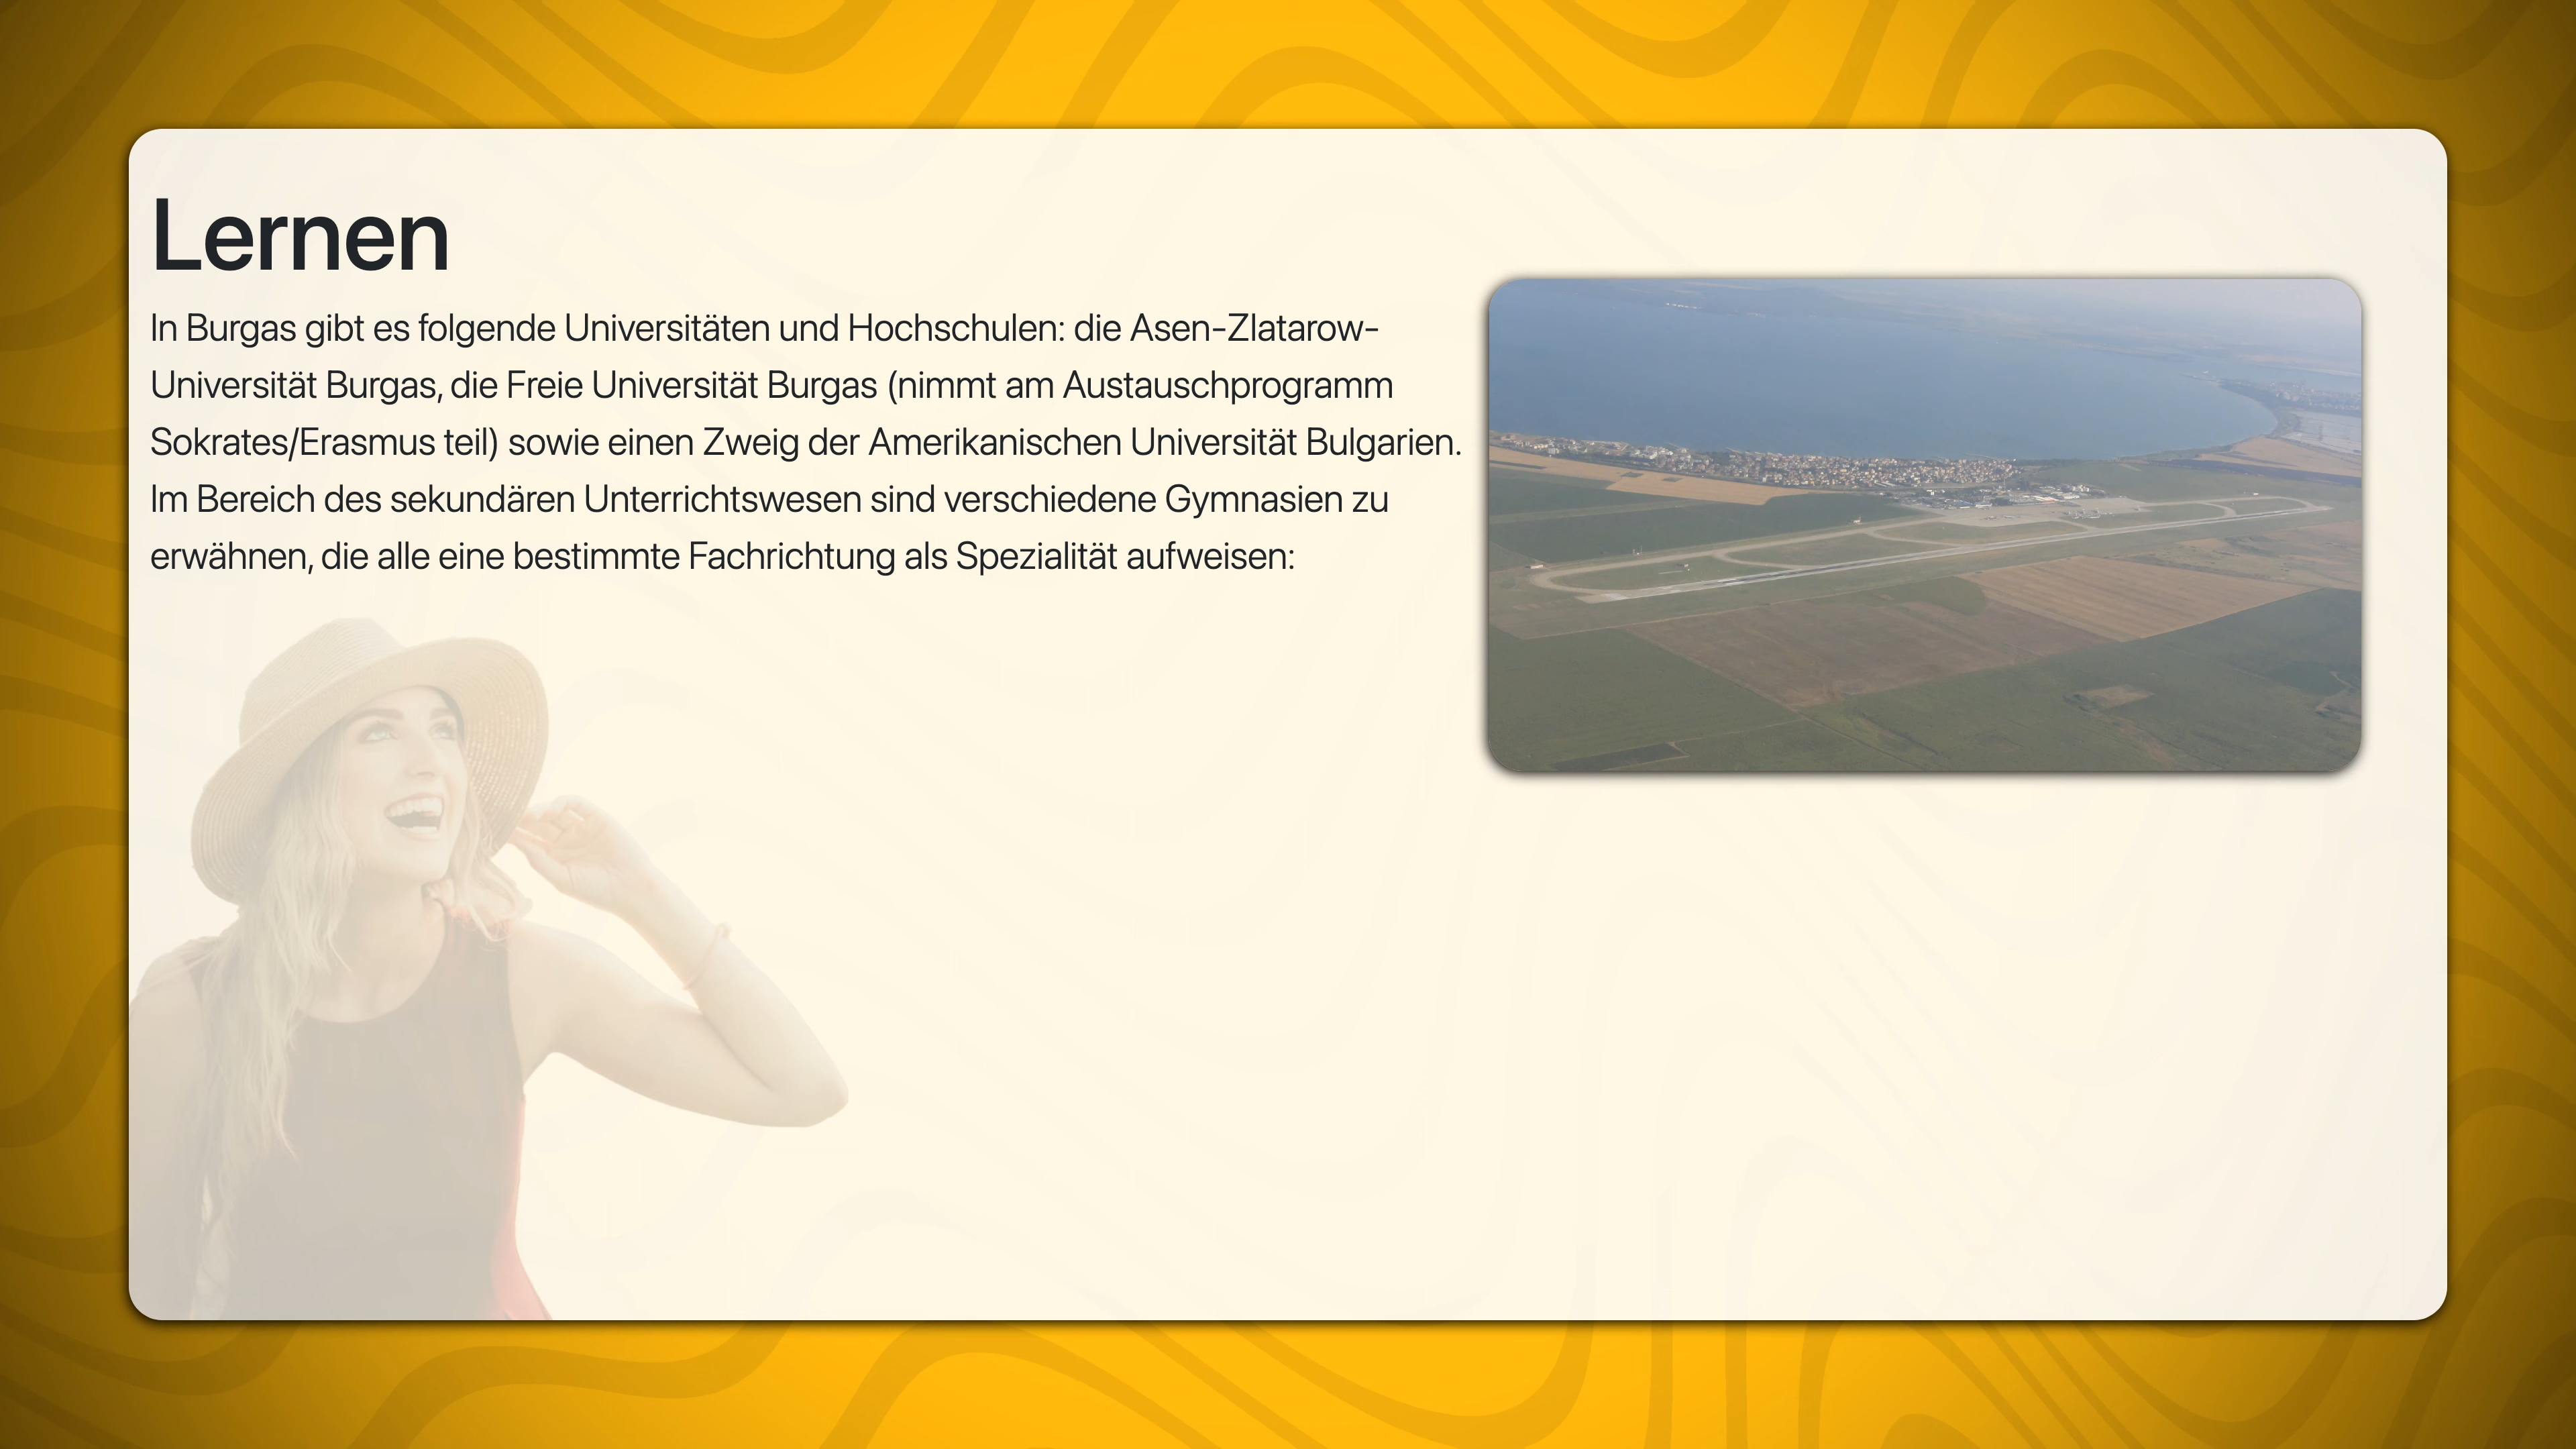 Lernen
In Burgas gibt es folgende Universitäten und Hochschulen: die Asen-Zlatarow-
Universität Burgas, die Freie Universität Burgas (nimmt am Austauschprogramm
Sokrates/Erasmus teil) sowie einen Zweig der Amerikanischen Universität Bulgarien.
Im Bereich des sekundären Unterrichtswesen sind verschiedene Gymnasien zu
erwähnen, die alle eine bestimmte Fachrichtung als Spezialität aufweisen: